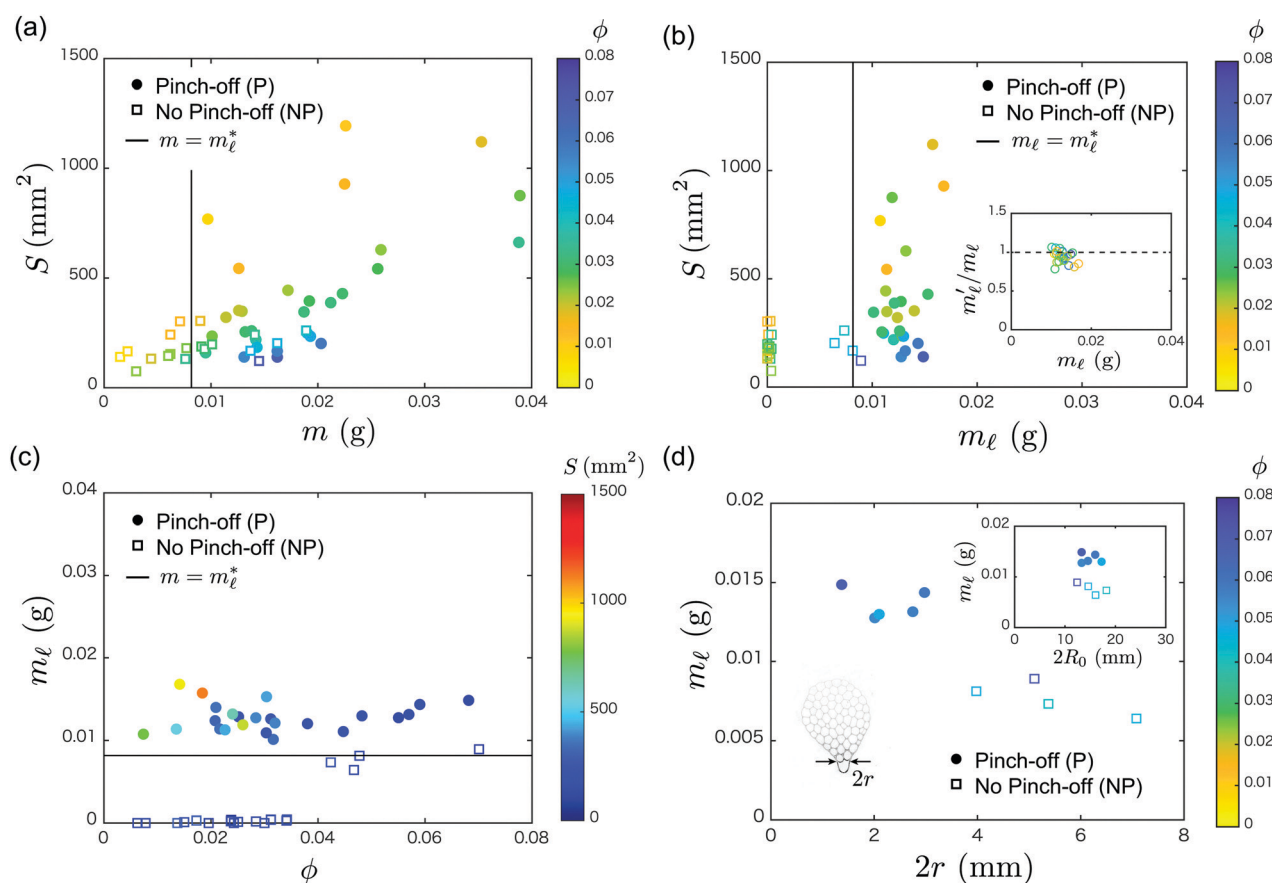 (a)
S (mm²)
1500
1000
500
0
0
0.01
0.02
0.03
0.04
m (g)
Pinch-off (P)
No Pinch-off (NP)
m = mℓ*
ϕ
0.08
0.07
0.06
0.05
0.04
0.03
0.02
0.01
0
(b)
S (mm²)
1500
1000
500
0
0
0.01
0.02
0.03
0.04
mℓ (g)
Pinch-off (P)
No Pinch-off (NP)
mℓ = mℓ*
mℓ′/mℓ
1.5
1
0.5
0
0
0.02
0.04
mℓ (g)
ϕ
0.08
0.07
0.06
0.05
0.04
0.03
0.02
0.01
0
(c)
mℓ (g)
0.04
0.03
0.02
0.01
0
0
0.02
0.04
0.06
0.08
ϕ
Pinch-off (P)
No Pinch-off (NP)
m = mℓ*
S (mm²)
1500
1000
500
0
(d)
mℓ (g)
0.02
0.015
0.01
0.005
0
0
2
4
6
8
2r (mm)
2r
Pinch-off (P)
No Pinch-off (NP)
mℓ (g)
0.02
0.01
0
0
10
20
30
2R₀ (mm)
ϕ
0.08
0.07
0.06
0.05
0.04
0.03
0.02
0.01
0